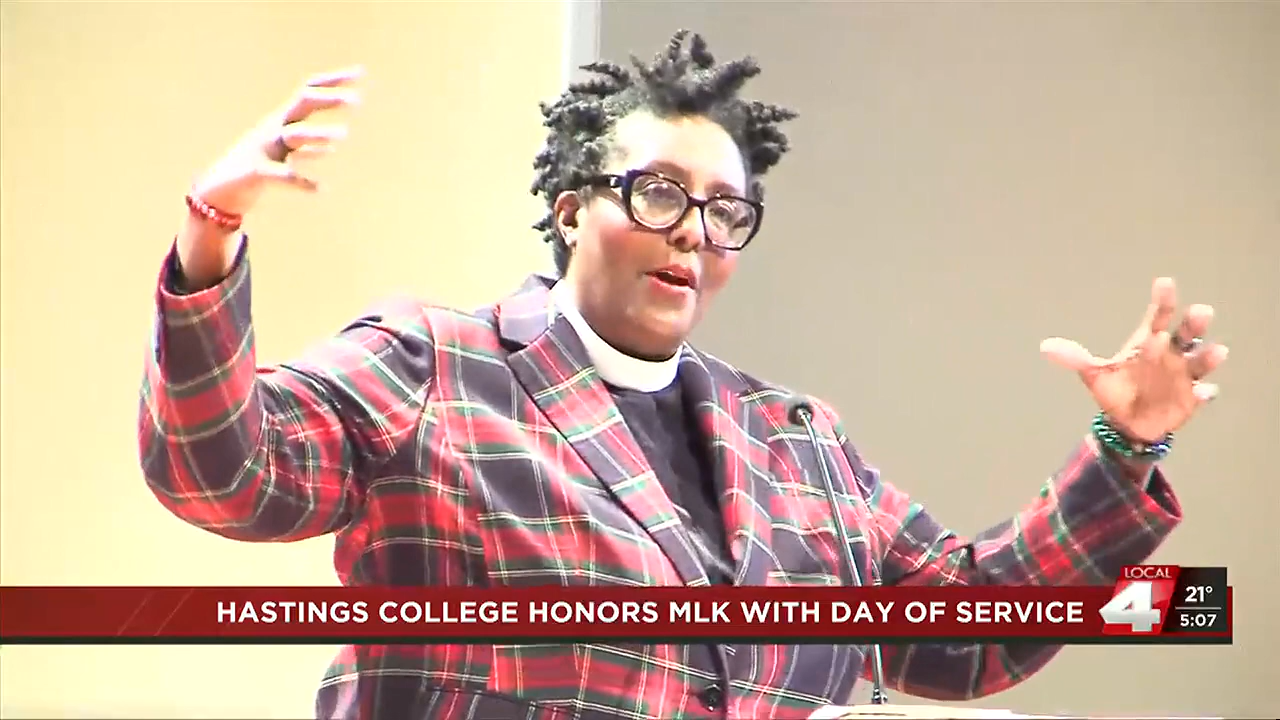 HASTINGS COLLEGE HONORS MLK WITH DAY OF SERVICE
LOCAL
4
21°
5:07